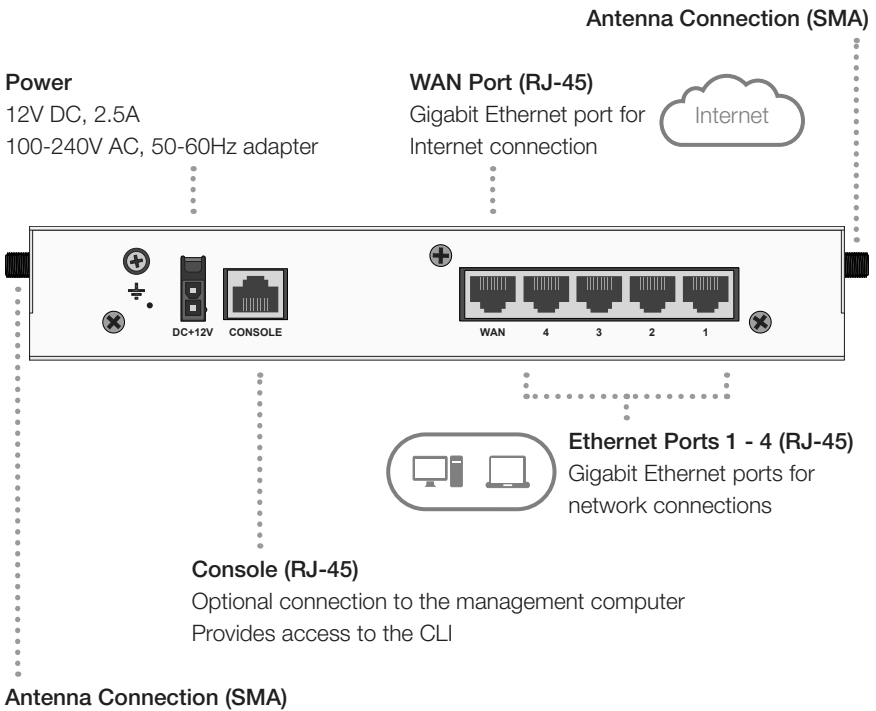 Antenna Connection (SMA)
Power
12V DC, 2.5A
100-240V AC, 50-60Hz adapter
WAN Port (RJ-45)
Gigabit Ethernet port for
Internet connection
Internet
DC+12V
CONSOLE
WAN
4
3
2
1
Ethernet Ports 1 - 4 (RJ-45)
Gigabit Ethernet ports for
network connections
Console (RJ-45)
Optional connection to the management computer
Provides access to the CLI
Antenna Connection (SMA)